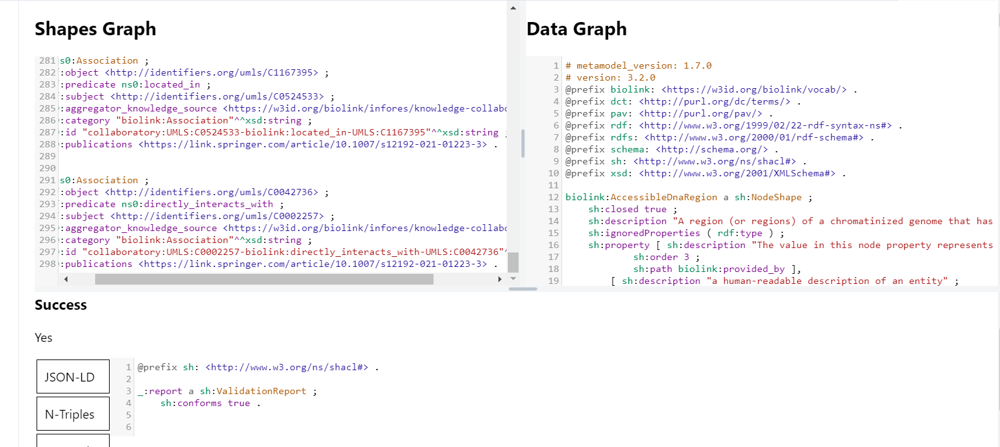 Shapes Graph
281 s0:Association ;
282 :object <http://identifiers.org/umls/C1167395> ;
283 :predicate ns0:located_in ;
284 :subject <http://identifiers.org/umls/C0524533> ;
285 :aggregator_knowledge_source <https://w3id.org/biolink/infores/knowledge-collabo
286 :category "biolink:Association"^^xsd:string ;
287 :id "collaboratory:UMLS:C0524533-biolink:located_in-UMLS:C1167395"^^xsd:string ;
288 :publications <https://link.springer.com/article/10.1007/s12192-021-01223-3> .
289
290
291 s0:Association ;
292 :object <http://identifiers.org/umls/C0042736> ;
293 :predicate ns0:directly_interacts_with ;
294 :subject <http://identifiers.org/umls/C0002257> ;
295 :aggregator_knowledge_source <https://w3id.org/biolink/infores/knowledge-collabo
296 :category "biolink:Association"^^xsd:string ;
297 :id "collaboratory:UMLS:C0002257-biolink:directly_interacts_with-UMLS:C0042736"^
298 :publications <https://link.springer.com/article/10.1007/s12192-021-01223-3> .
Data Graph
1 # metamodel_version: 1.7.0
2 # version: 3.2.0
3 @prefix biolink: <https://w3id.org/biolink/vocab/> .
4 @prefix dct: <http://purl.org/dc/terms/> .
5 @prefix pav: <http://purl.org/pav/> .
6 @prefix rdf: <http://www.w3.org/1999/02/22-rdf-syntax-ns#> .
7 @prefix rdfs: <http://www.w3.org/2000/01/rdf-schema#> .
8 @prefix schema: <http://schema.org/> .
9 @prefix sh: <http://www.w3.org/ns/shacl#> .
10 @prefix xsd: <http://www.w3.org/2001/XMLSchema#> .
11
12 biolink:AccessibleDnaRegion a sh:NodeShape ;
13 sh:closed true ;
14 sh:description "A region (or regions) of a chromatinized genome that has
15 sh:ignoredProperties ( rdf:type ) ;
16 sh:property [ sh:description "The value in this node property represents
17 sh:order 3 ;
18 sh:path biolink:provided_by ],
19 [ sh:description "a human-readable description of an entity" ;
Success
Yes
JSON-LD
N-Triples
1 @prefix sh: <http://www.w3.org/ns/shacl#> .
2
3 _:report a sh:ValidationReport ;
4 sh:conforms true .
5
6